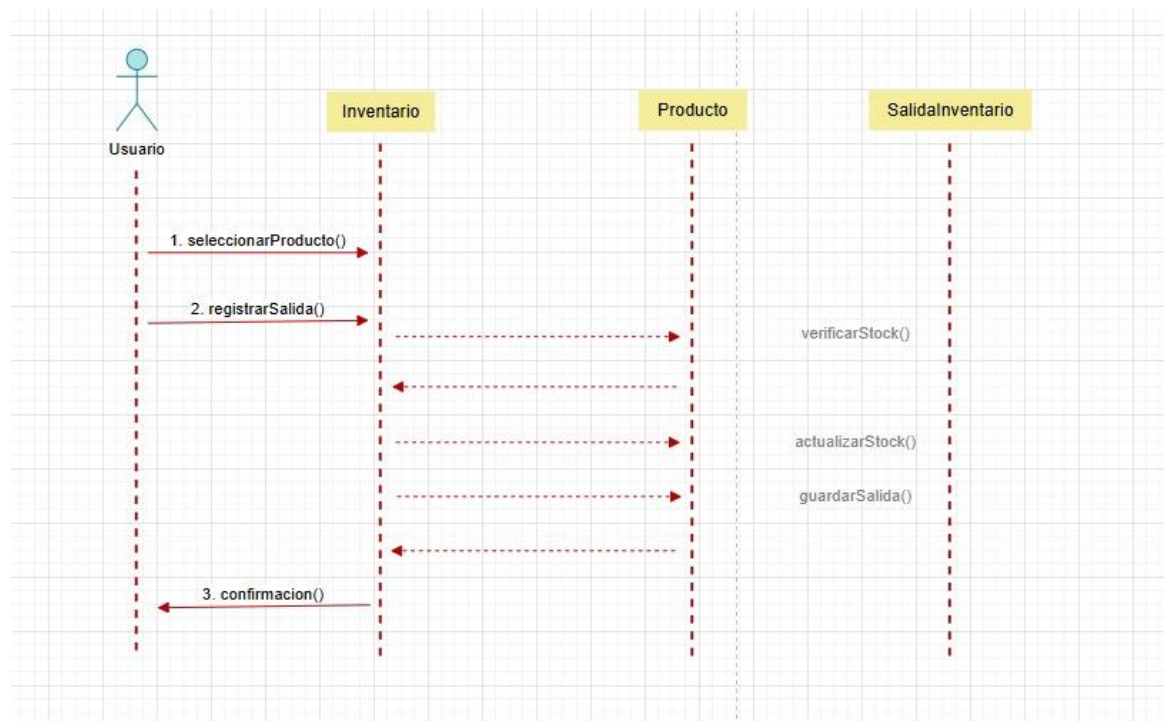 Inventario
Producto
SalidaInventario
Usuario
1. seleccionarProducto()
2. registrarSalida()
verificarStock()
actualizarStock()
guardarSalida()
3. confirmacion()